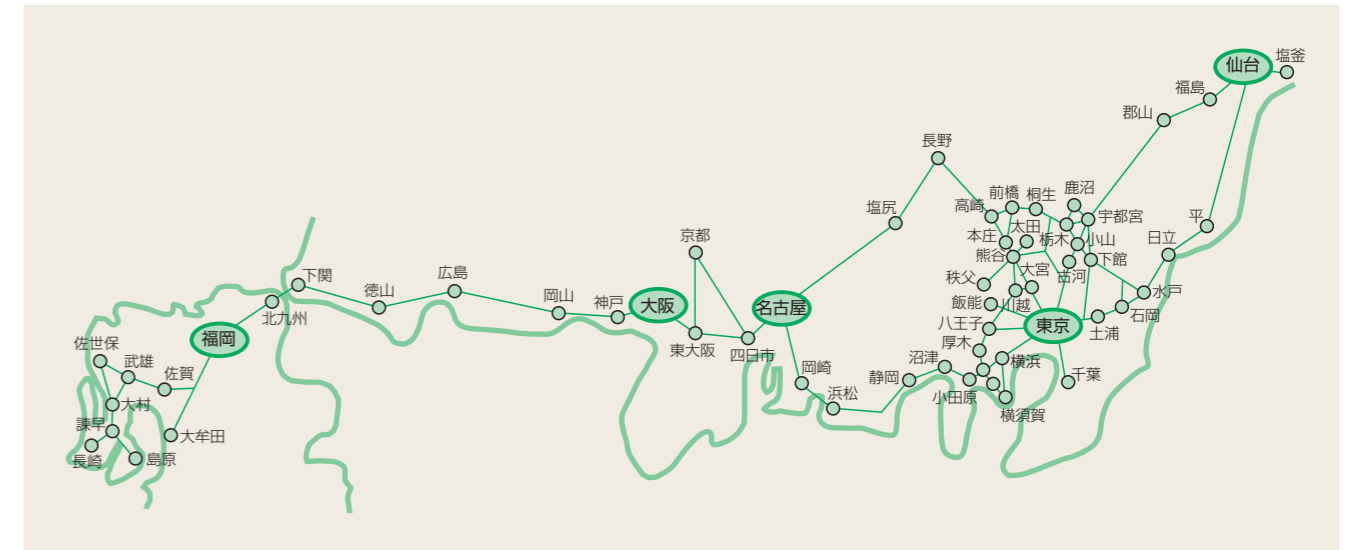 仙台
塩釜
福島
郡山
長野
前橋
桐生
鹿沼
高崎
宇都宮
塩尻
太田
栃木
小山
平
本庄
日立
京都
熊谷
下館
大宮
秩父
古河
下関
広島
水戸
徳山
岡山
神戸
大阪
名古屋
飯能
川越
石岡
北九州
八王子
東京
土浦
福岡
佐世保
武雄
東大阪
四日市
厚木
佐賀
岡崎
静岡
沼津
横浜
千葉
大村
浜松
小田原
横須賀
諫早
大牟田
長崎
島原